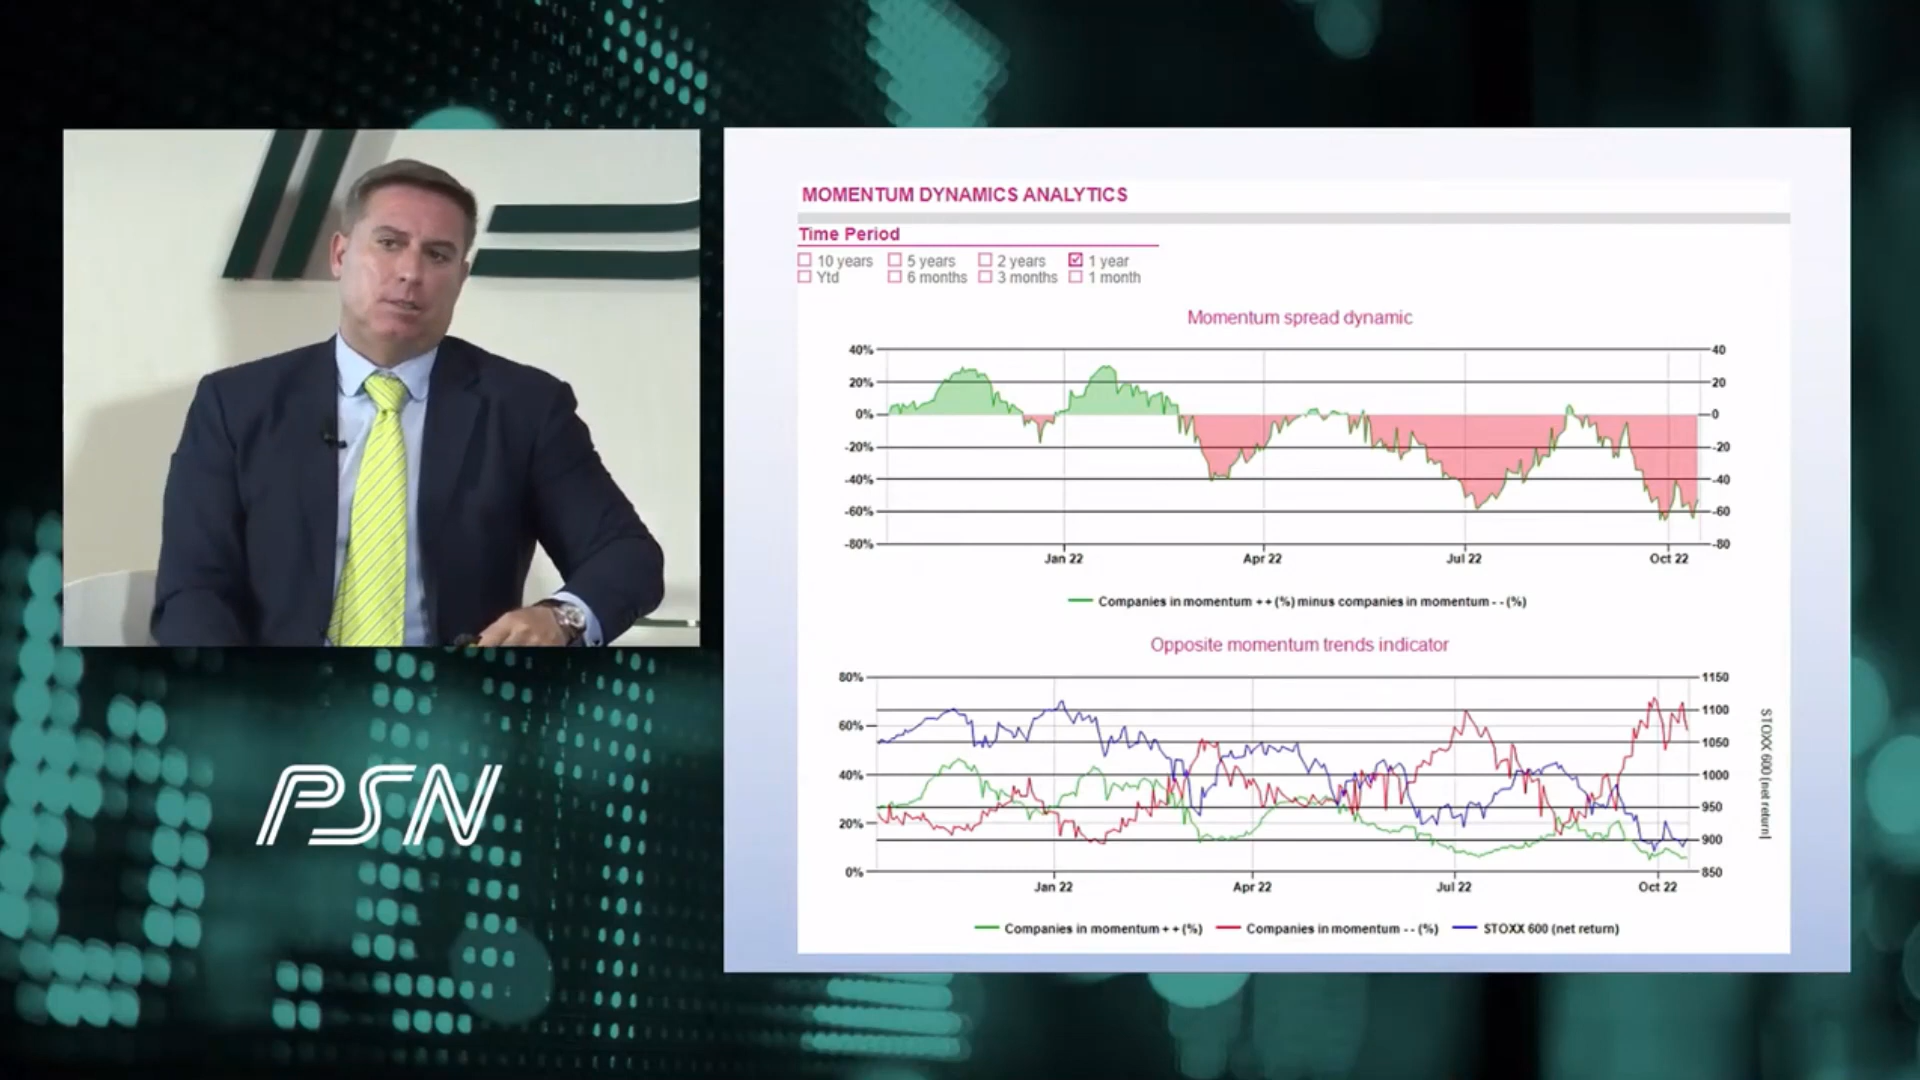 MOMENTUM DYNAMICS ANALYTICS
Time Period
10 years 5 years 2 years 1 year
Ytd 6 months 3 months 1 month
Momentum spread dynamic
40% 40
20% 20
0% 0
-20% -20
-40% -40
-60% -60
-80% -80
Jan 22 Apr 22 Jul 22 Oct 22
Companies in momentum ++ (%) minus companies in momentum -- (%)
Opposite momentum trends indicator
80% 1150
1100
60%
1050
40% 1000
950
20%
900
0% 850
STOXX 600 (net return)
Jan 22 Apr 22 Jul 22 Oct 22
Companies in momentum ++ (%) Companies in momentum -- (%) STOXX 600 (net return)
PSN